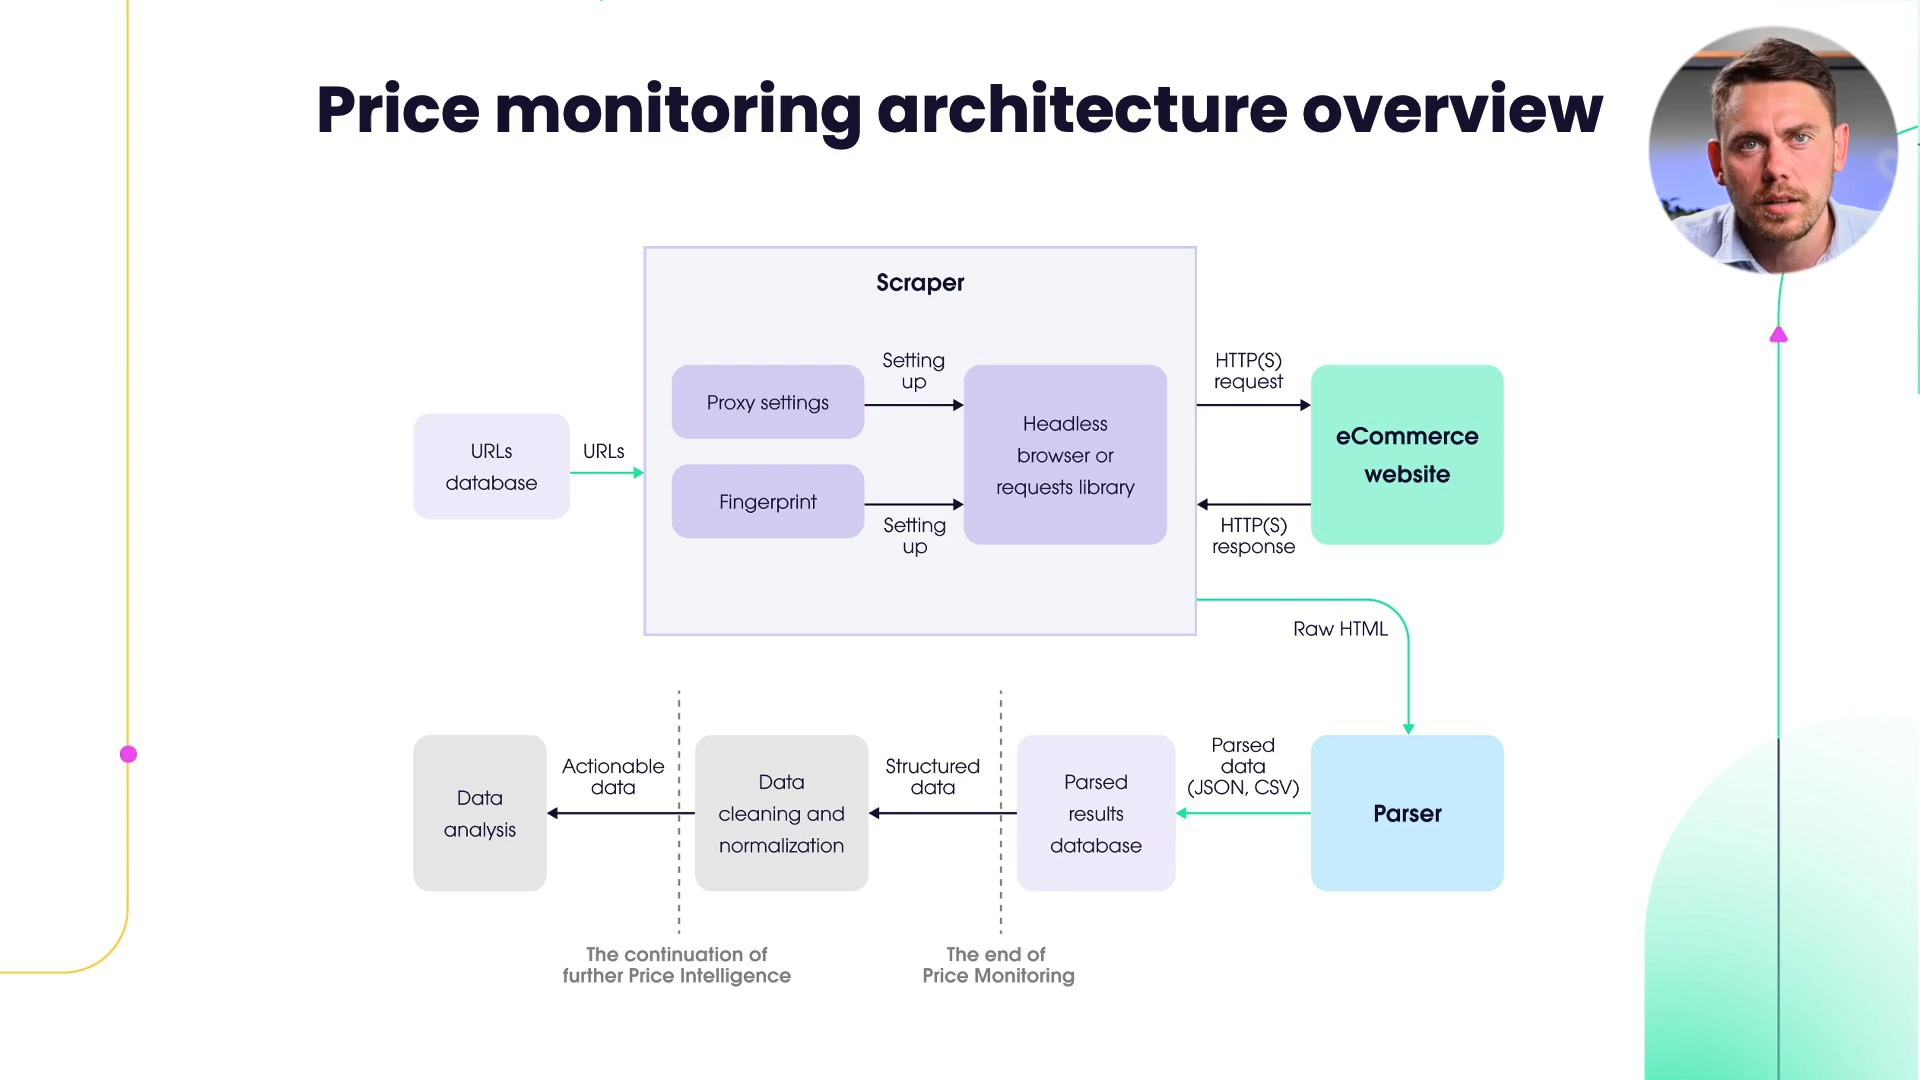 Price monitoring architecture overview
Scraper
Setting
up
HTTP(S)
request
Proxy settings
Headless
browser or
requests library
eCommerce
website
URLs
database
URLs
Fingerprint
Setting
up
HTTP(S)
response
Raw HTML
Data
analysis
Actionable
data
Data
cleaning and
normalization
Structured
data
Parsed
results
database
Parsed
data
(JSON, CSV)
Parser
The continuation of
further Price Intelligence
The end of
Price Monitoring